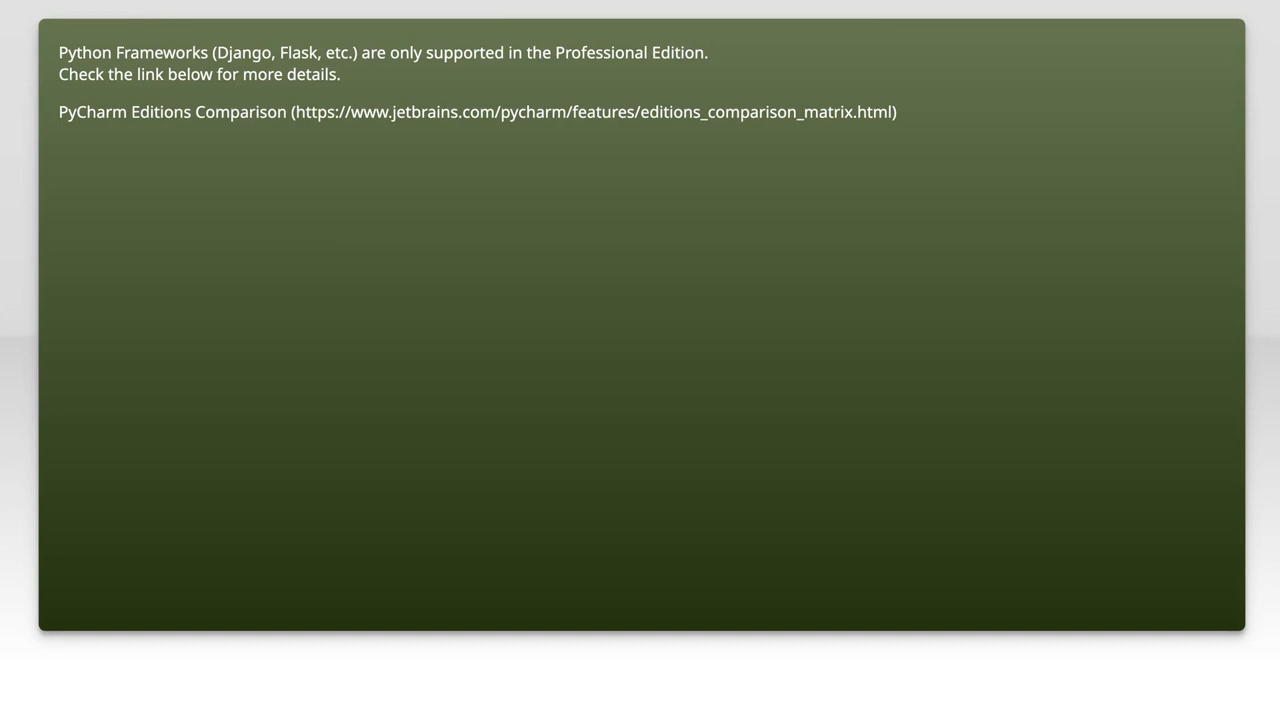 Python Frameworks (Django, Flask, etc.) are only supported in the Professional Edition.
Check the link below for more details.
PyCharm Editions Comparison (https://www.jetbrains.com/pycharm/features/editions_comparison_matrix.html)